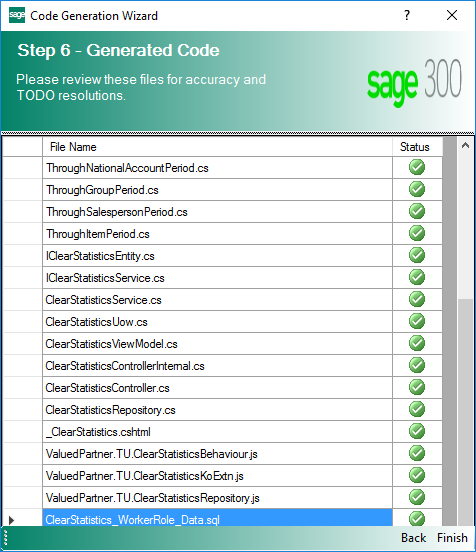 sage Code Generation Wizard ?
Step 6 - Generated Code
Please review these files for accuracy and
TODO resolutions.
sage 300
File Name Status
ThroughNationalAccountPeriod.cs
ThroughGroupPeriod.cs
ThroughSalespersonPeriod.cs
ThroughItemPeriod.cs
IClearStatisticsEntity.cs
IClearStatisticsService.cs
ClearStatisticsService.cs
ClearStatisticsUow.cs
ClearStatisticsViewModel.cs
ClearStatisticsControllerInternal.cs
ClearStatisticsController.cs
ClearStatisticsRepository.cs
_ClearStatistics.cshtml
ValuedPartner.TU.ClearStatisticsBehaviour.js
ValuedPartner.TU.ClearStatisticsKoExtn.js
ValuedPartner.TU.ClearStatisticsRepository.js
ClearStatistics_WorkerRole_Data.sql
Back Finish